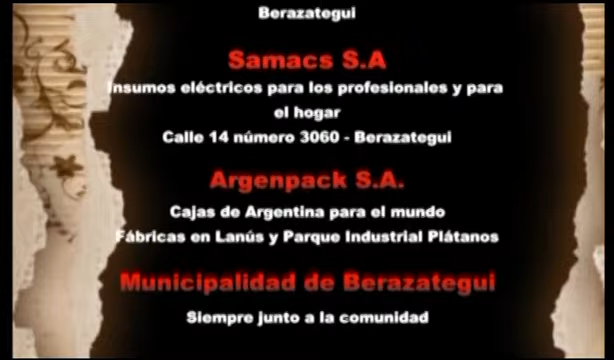 Berazategui
Samacs S.A
Insumos eléctricos para los profesionales y para
el hogar
Calle 14 número 3060 - Berazategui
Argenpack S.A.
Cajas de Argentina para el mundo
Fábricas en Lanús y Parque Industrial Plátanos
Municipalidad de Berazategui
Siempre junto a la comunidad